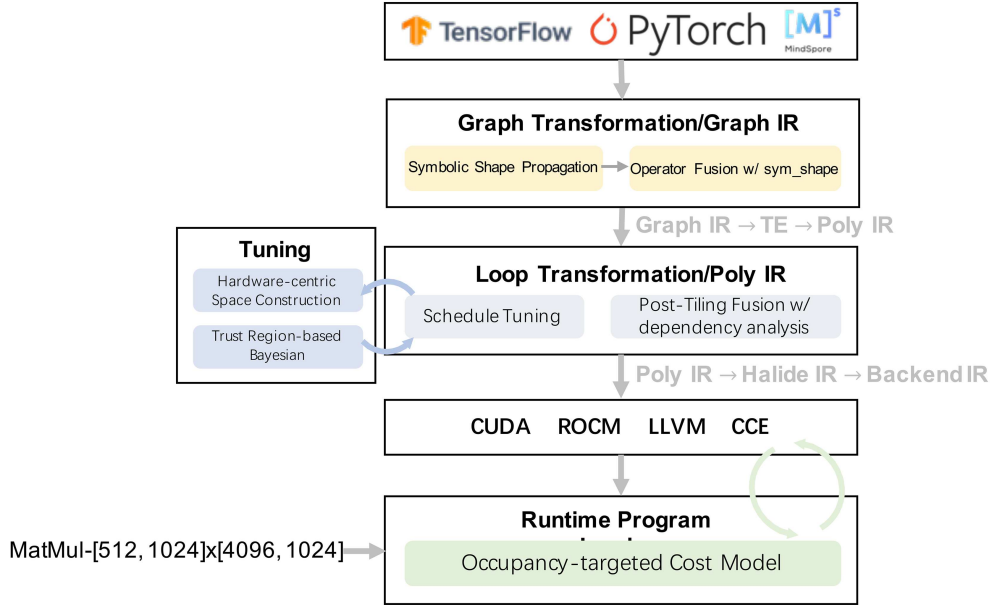 TensorFlow PyTorch [M]s
MindSpore
Graph Transformation/Graph IR
Symbolic Shape Propagation
Operator Fusion w/ sym_shape
Graph IR → TE → Poly IR
Tuning
Hardware-centric
Space Construction
Trust Region-based
Bayesian
Loop Transformation/Poly IR
Schedule Tuning
Post-Tiling Fusion w/
dependency analysis
Poly IR → Halide IR → Backend IR
CUDA ROCM LLVM CCE
Runtime Program
MatMul-[512, 1024]x[4096, 1024]
Occupancy-targeted Cost Model